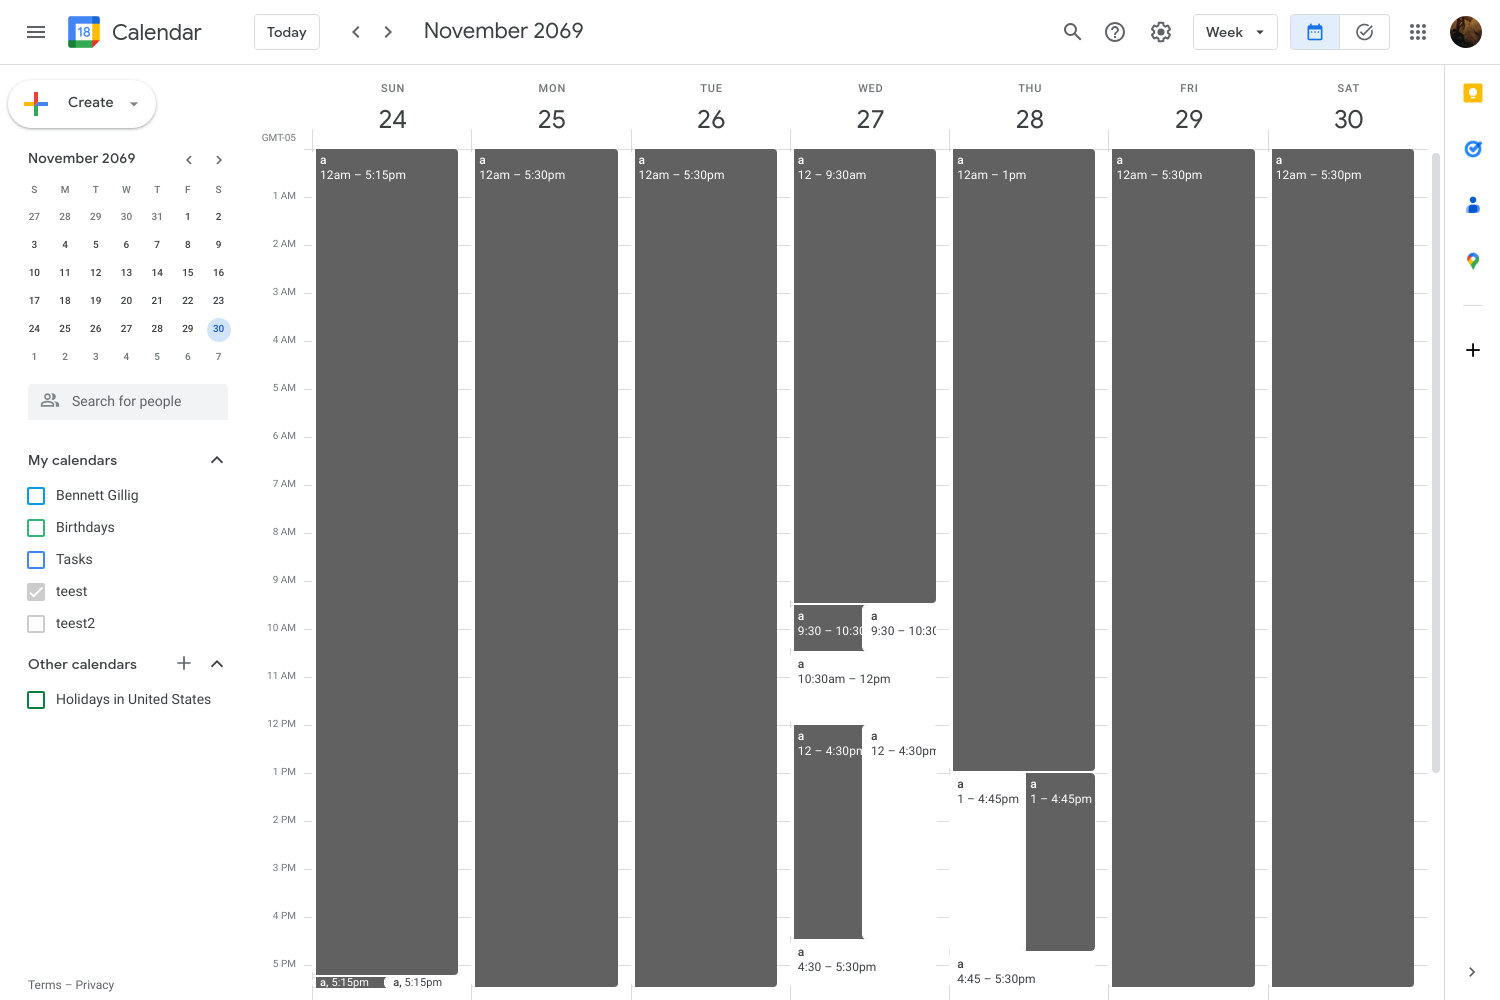 18
Calendar
Today
November 2069
Week
Create
November 2069
S M T W T F S
27 28 29 30 31 1 2
3 4 5 6 7 8 9
10 11 12 13 14 15 16
17 18 19 20 21 22 23
24 25 26 27 28 29 30
1 2 3 4 5 6 7
Search for people
My calendars
Bennett Gillig
Birthdays
Tasks
teest
teest2
Other calendars
Holidays in United States
Terms – Privacy
SUN MON TUE WED THU FRI SAT
24 25 26 27 28 29 30
GMT-05
1 AM
2 AM
3 AM
4 AM
5 AM
6 AM
7 AM
8 AM
9 AM
10 AM
11 AM
12 PM
1 PM
2 PM
3 PM
4 PM
5 PM
a
12am – 5:15pm
a, 5:15pm
a, 5:15pm
a
12am – 5:30pm
a
12am – 5:30pm
a
12 – 9:30am
a
9:30 – 10:30
a
9:30 – 10:30
a
10:30am – 12pm
a
12 – 4:30pm
a
12 – 4:30pm
a
4:30 – 5:30pm
a
12am – 1pm
a
1 – 4:45pm
a
1 – 4:45pm
a
4:45 – 5:30pm
a
12am – 5:30pm
a
12am – 5:30pm